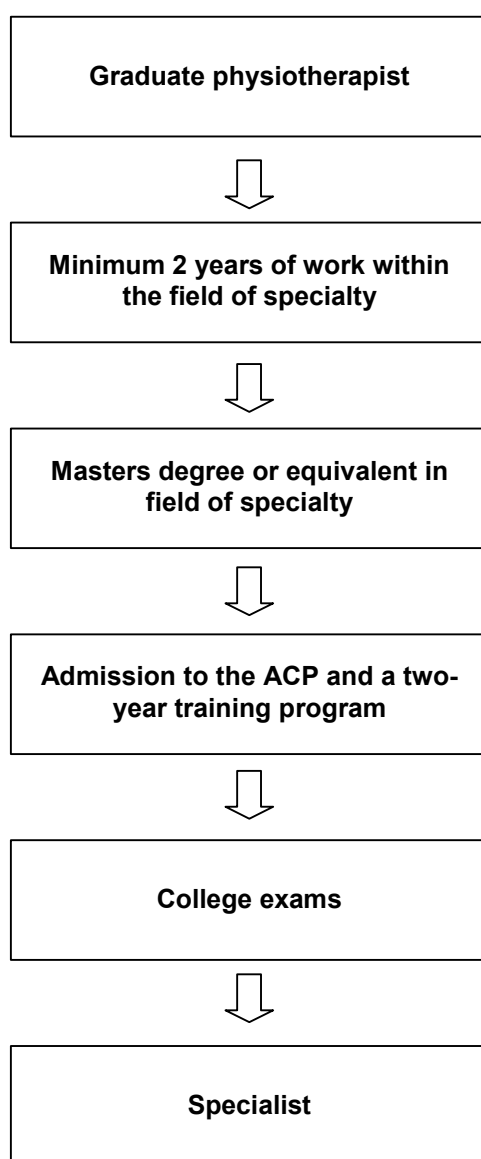 Graduate physiotherapist
Minimum 2 years of work within
the field of specialty
Masters degree or equivalent in
field of specialty
Admission to the ACP and a two-
year training program
College exams
Specialist